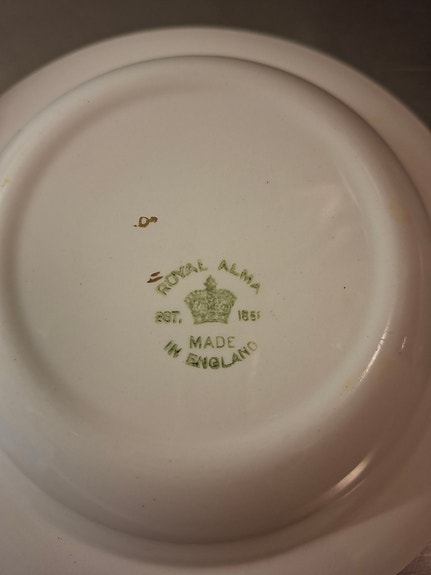 .D"
ROYAL ALMA
EST. 1851
MADE
IN ENGLAND